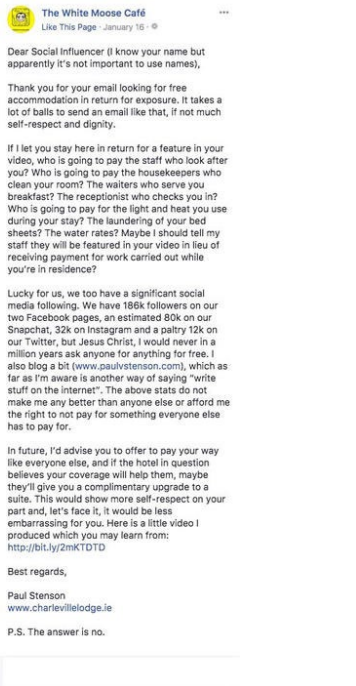 The White Moose Café
Like This Page · January 16 ·
Dear Social Influencer (I know your name but
apparently it's not important to use names),
Thank you for your email looking for free
accommodation in return for exposure. It takes a
lot of balls to send an email like that, if not much
self-respect and dignity.
If I let you stay here in return for a feature in your
video, who is going to pay the staff who look after
you? Who is going to pay the housekeepers who
clean your room? The waiters who serve you
breakfast? The receptionist who checks you in?
Who is going to pay for the light and heat you use
during your stay? The laundering of your bed
sheets? The water rates? Maybe I should tell my
staff they will be featured in your video in lieu of
receiving payment for work carried out while
you're in residence?
Lucky for us, we too have a significant social
media following. We have 186k followers on our
two Facebook pages, an estimated 80k on our
Snapchat, 32k on Instagram and a paltry 12k on
our Twitter, but Jesus Christ, I would never in a
million years ask anyone for anything for free. I
also blog a bit (www.paulvstenson.com), which as
far as I'm aware is another way of saying "write
stuff on the internet". The above stats do not
make me any better than anyone else or afford me
the right to not pay for something everyone else
has to pay for.
In future, I'd advise you to offer to pay your way
like everyone else, and if the hotel in question
believes your coverage will help them, maybe
they'll give you a complimentary upgrade to a
suite. This would show more self-respect on your
part and, let's face it, it would be less
embarrassing for you. Here is a little video I
produced which you may learn from:
http://bit.ly/2mKTDTD
Best regards,
Paul Stenson
www.charlevillelodge.ie
P.S. The answer is no.